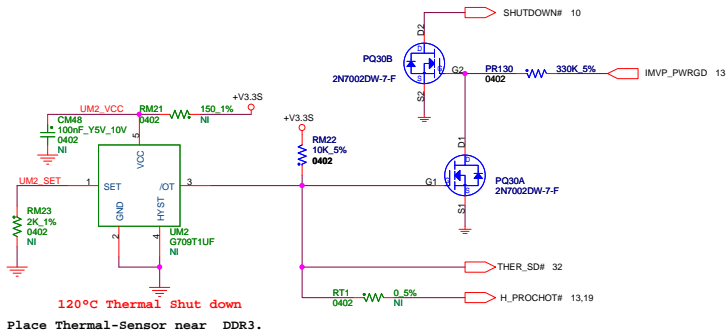 SHUTDOWN# 10
D2
PQ30B
D
G
S
G2
PR130
0402
330K_5%
IMVP_PWRGD 13
2N7002DW-7-F
S2
+V3.3S
UM2_VCC
RM21
0402
150_1%
NI
CM48
100nF_Y5V_10V
0402
NI
5
+V3.3S
RM22
10K_5%
0402
D1
VCC
UM2_SET
1
SET
/OT
3
G1
D
G
S
PQ30A
2N7002DW-7-F
S1
RM23
2K_1%
0402
NI
GND
HYST
2
4
UM2
G709T1UF
NI
THER_SD# 32
120°C Thermal Shut down
RT1
0402
0_5%
NI
H_PROCHOT# 13,19
Place Thermal-Sensor near DDR3.